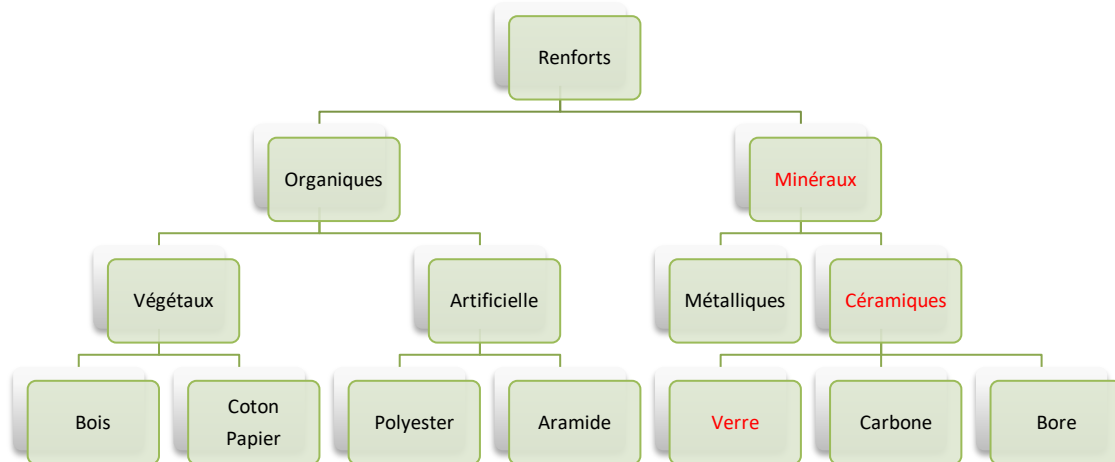 Renforts
Organiques
Minéraux
Végétaux
Artificielle
Métalliques
Céramiques
Bois
Coton
Papier
Polyester
Aramide
Verre
Carbone
Bore